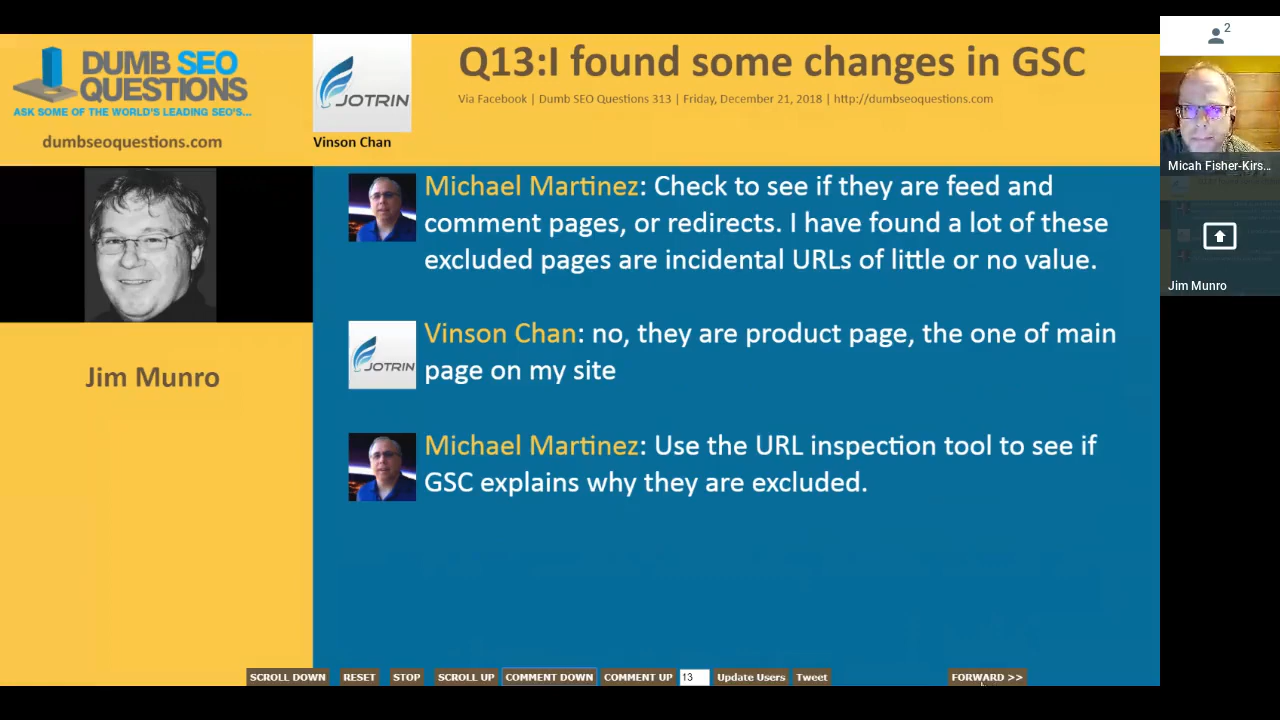 DUMB SEO
QUESTIONS
ASK SOME OF THE WORLD'S LEADING SEO'S...
dumbseoquestions.com
JOTRIN
Vinson Chan
Q13:I found some changes in GSC
Via Facebook | Dumb SEO Questions 313 | Friday, December 21, 2018 | http://dumbseoquestions.com
Jim Munro
Michael Martinez: Check to see if they are feed and
comment pages, or redirects. I have found a lot of these
excluded pages are incidental URLs of little or no value.
JOTRIN
Vinson Chan: no, they are product page, the one of main
page on my site
Michael Martinez: Use the URL inspection tool to see if
GSC explains why they are excluded.
SCROLL DOWN RESET STOP SCROLL UP COMMENT DOWN COMMENT UP 13 Update Users Tweet FORWARD >>
2
Micah Fisher-Kirs...
Jim Munro